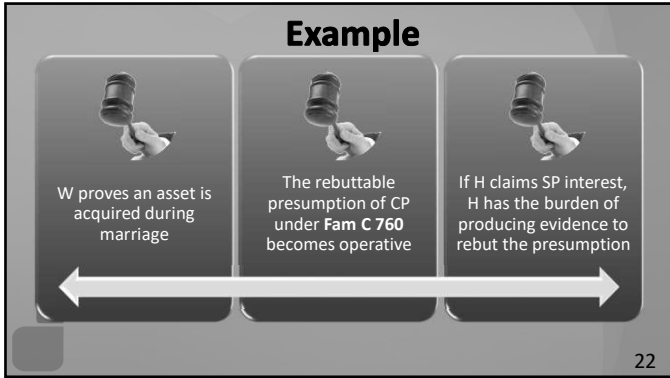 Example
W proves an asset is
acquired during
marriage
The rebuttable
presumption of CP
under Fam C 760
becomes operative
If H claims SP interest,
H has the burden of
producing evidence to
rebut the presumption
22